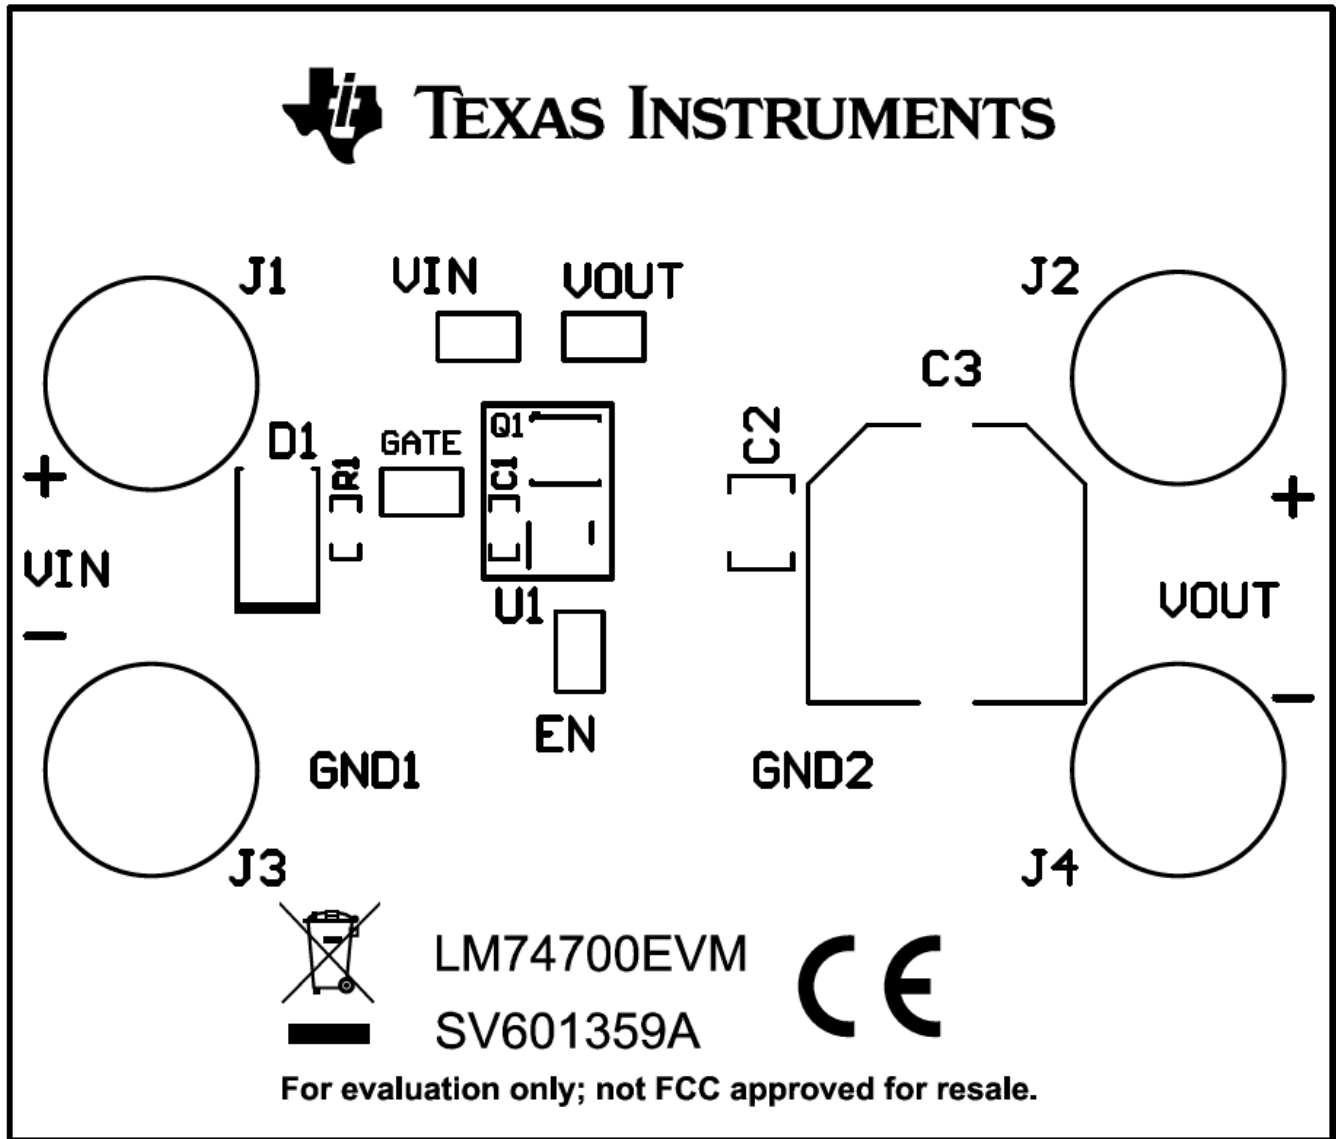 TEXAS INSTRUMENTS
J1
VIN
VOUT
J2
C3
D1
R1
GATE
Q1
C1
C2
+
+
VIN
-
U1
VOUT
-
EN
GND1
GND2
J3
J4
LM74700EVM
CE
SV601359A
For evaluation only; not FCC approved for resale.